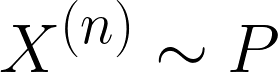 X^{(n)} ∼ P